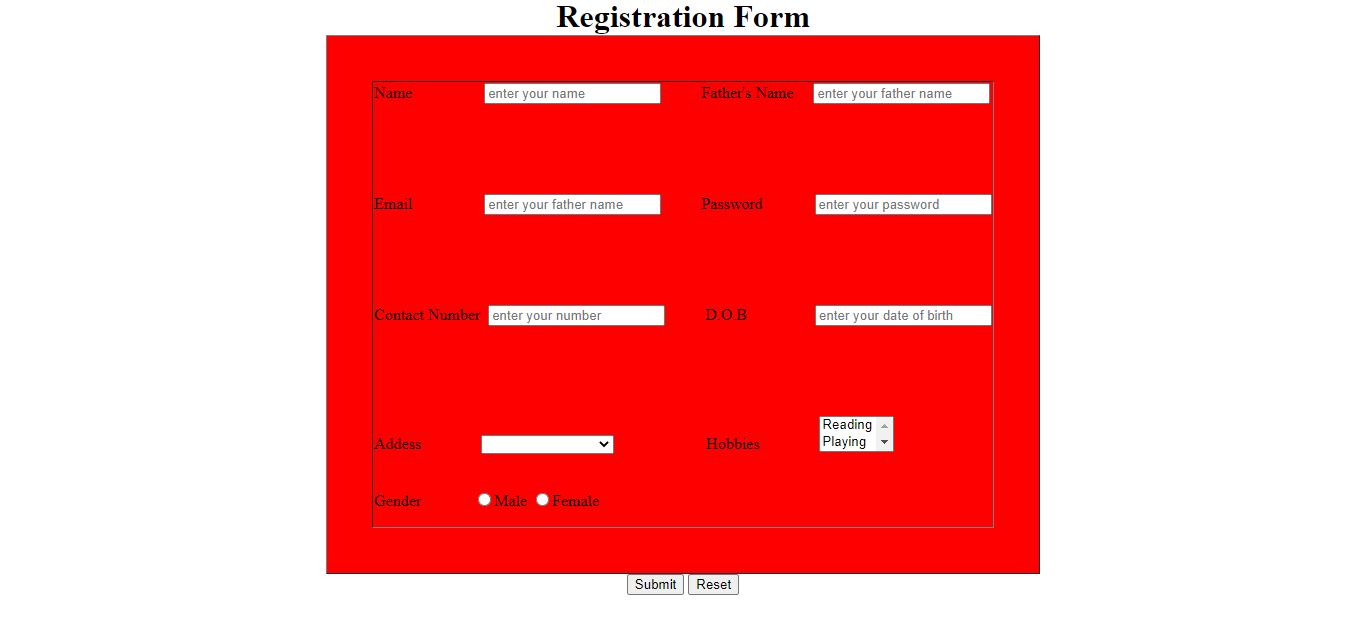 Registration Form
Name enter your name Father's Name enter your father name
Email enter your father name Password enter your password
Contact Number enter your number D.O.B enter your date of birth
Reading
Addess Hobbies Playing
Gender Male Female
Submit Reset